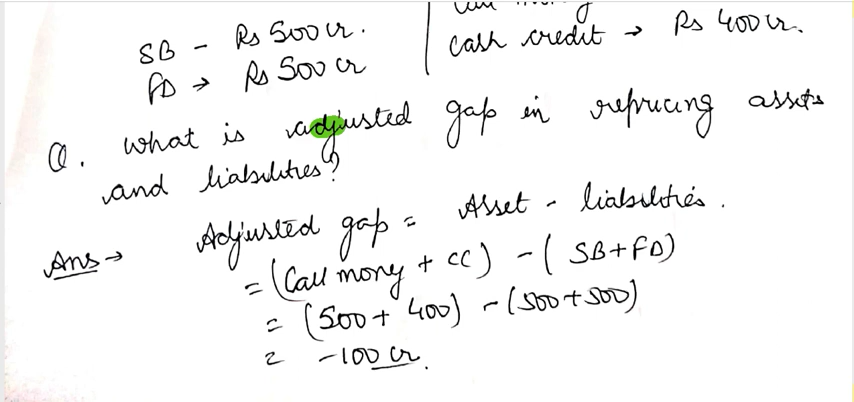 SB - Rs 500 cr.
FD → Rs 500 cr
cash credit → Rs 400 cr.
Q. What is adjusted gap in repricing assets
and liabilities?
Ans → Adjusted gap = Asset - liabilities.
= (Call money + CC) - ( SB+FD)
= (500 + 400) - (500+500)
= -100 cr.